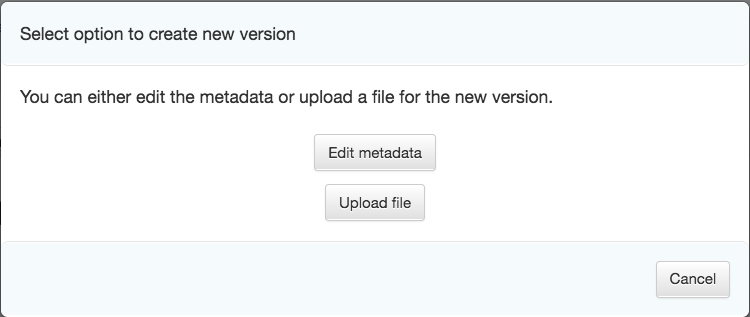 Select option to create new version
You can either edit the metadata or upload a file for the new version.
Edit metadata
Upload file
Cancel